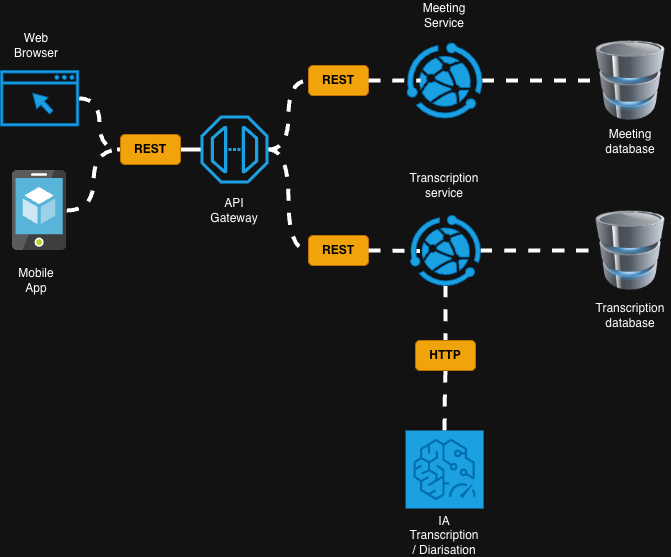 Meeting
Service
Web
Browser
REST
Meeting
database
REST
API
Gateway
Transcription
service
REST
Mobile
App
Transcription
database
HTTP
IA
Transcription
/ Diarisation